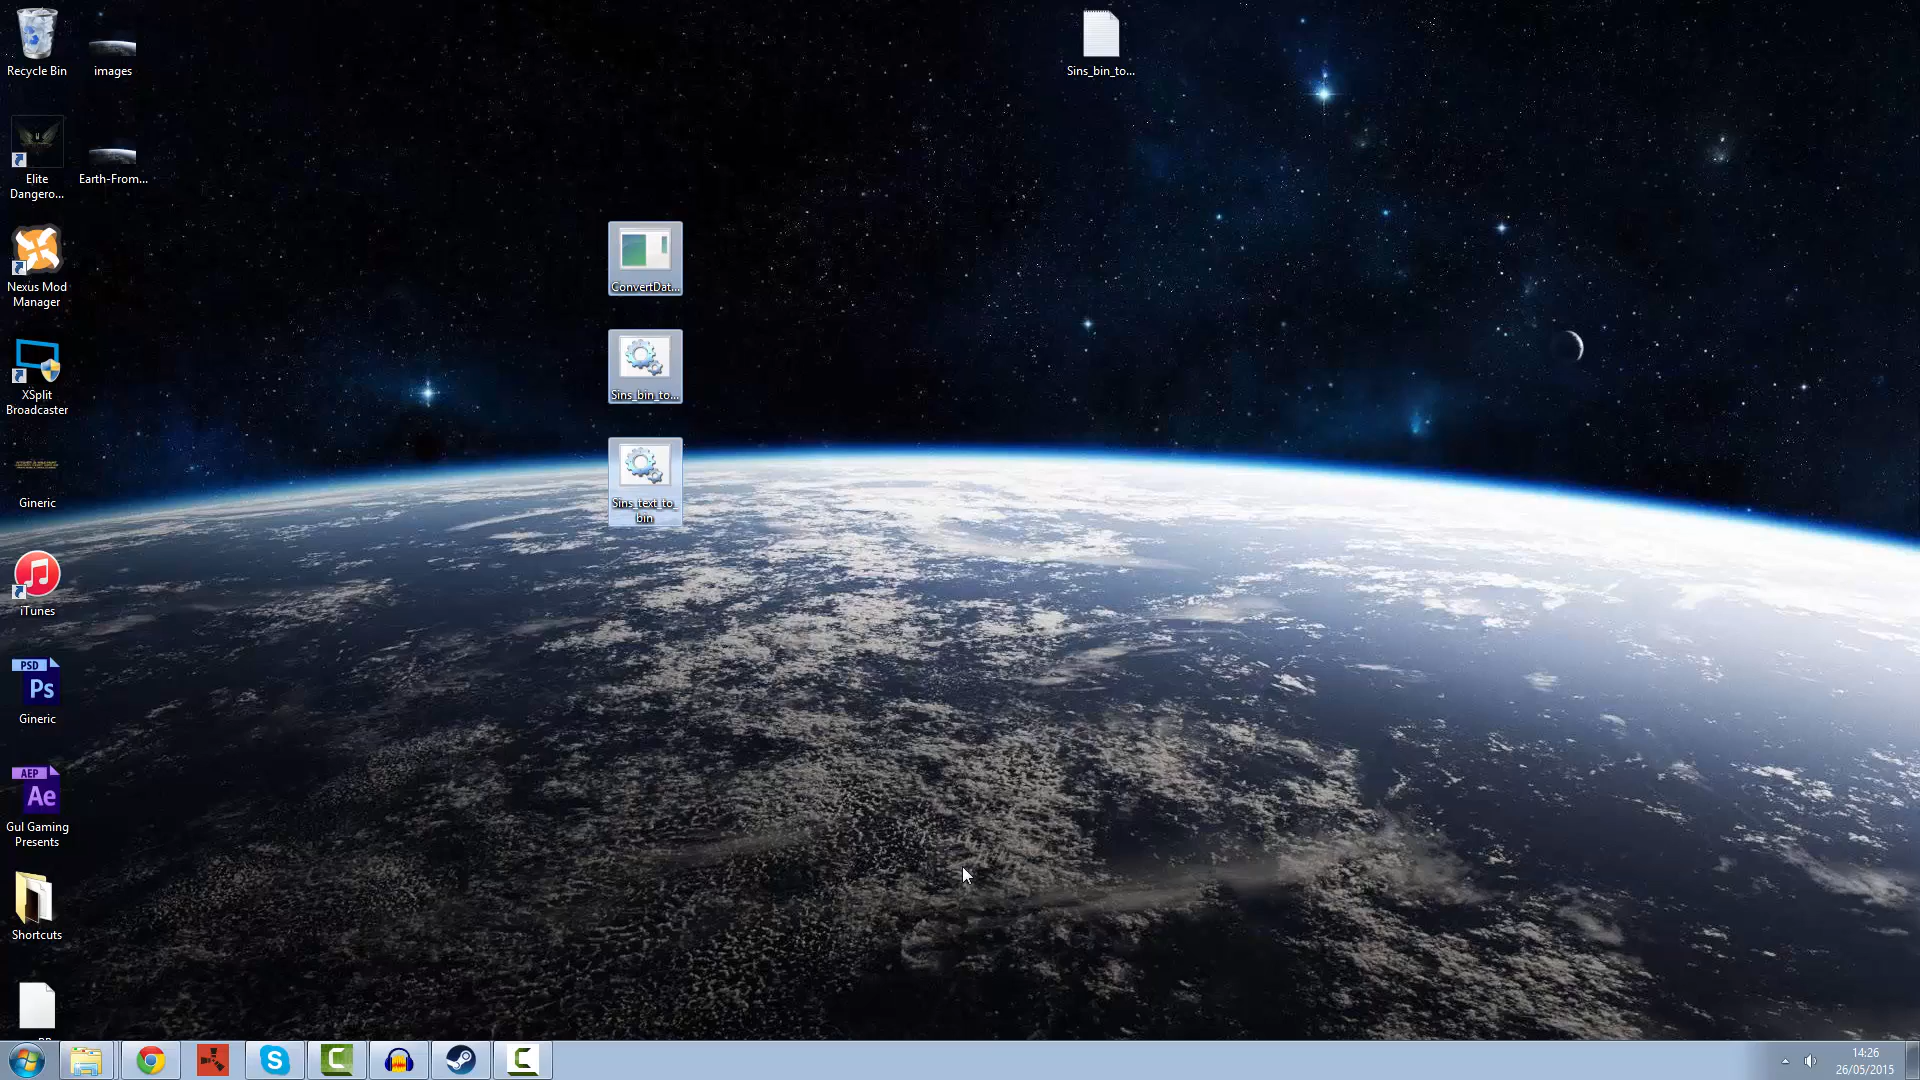 Recycle Bin
images
Sins_bin_to...
Elite
Dangero...
Earth-From...
Nexus Mod
Manager
ConvertDat...
XSplit
Broadcaster
Sins_bin_to...
Gineric
Sins_text_to_
bin
iTunes
PSD
Ps
Gineric
AEP
Ae
Gul Gaming
Presents
Shortcuts
14:26
26/05/2015